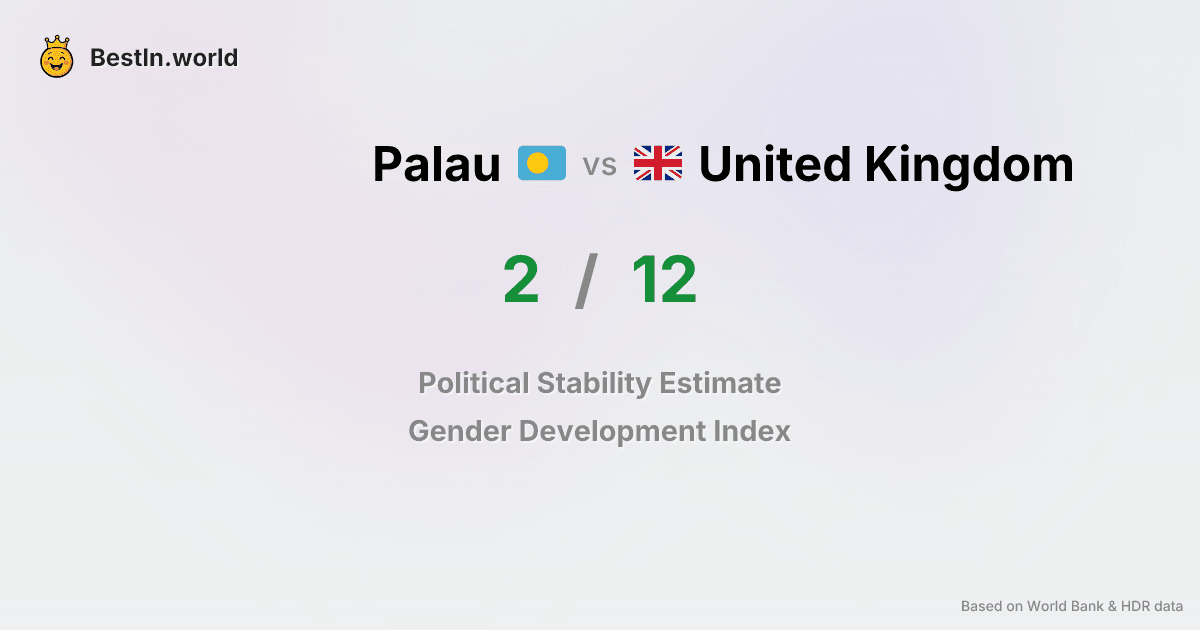 BestIn.world
Palau vs United Kingdom
2 / 12
Political Stability Estimate
Gender Development Index
Based on World Bank & HDR data